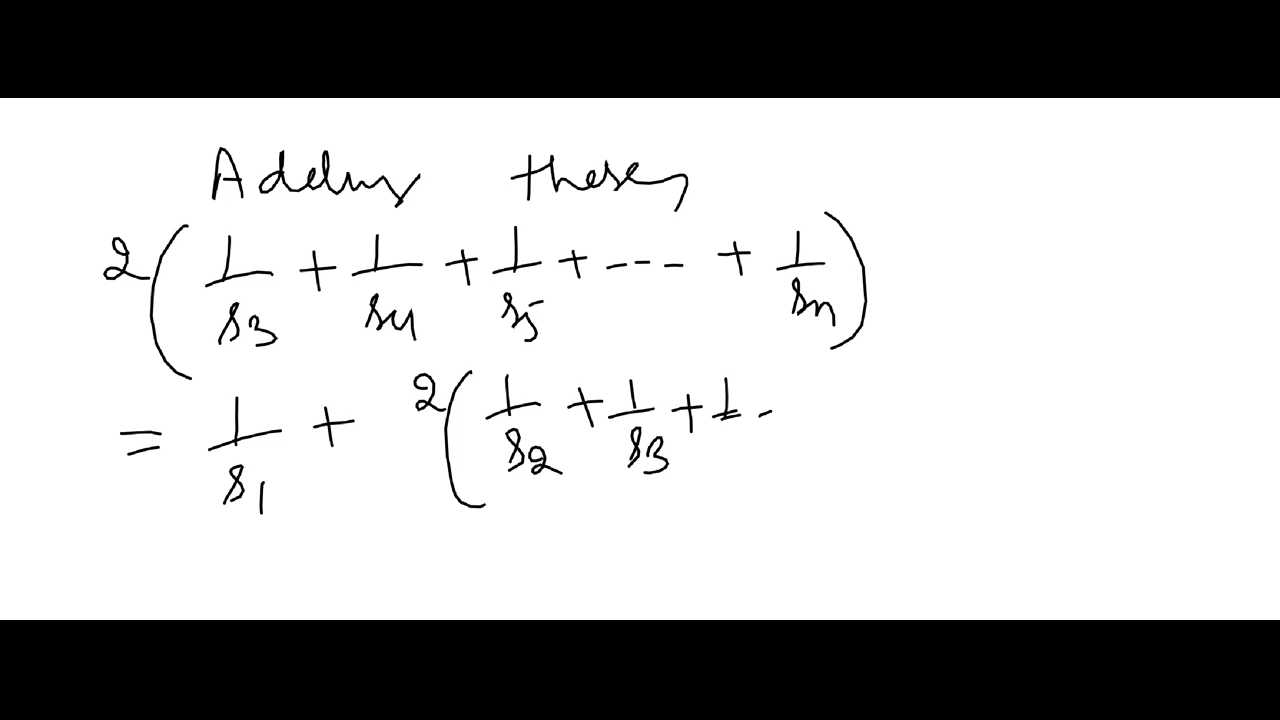 Adding these,
2(1/s3 + 1/s4 + 1/s5 + --- + 1/sn)
= 1/s1 + 2(1/s2 + 1/s3 + 1 -